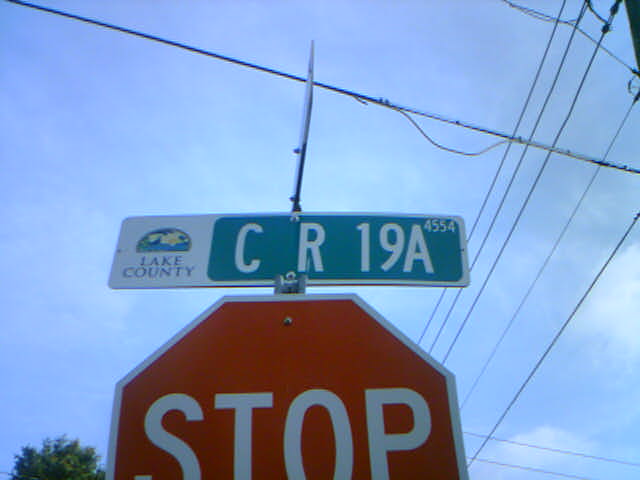 LAKE
COUNTY
C R 19A 4554
STOP